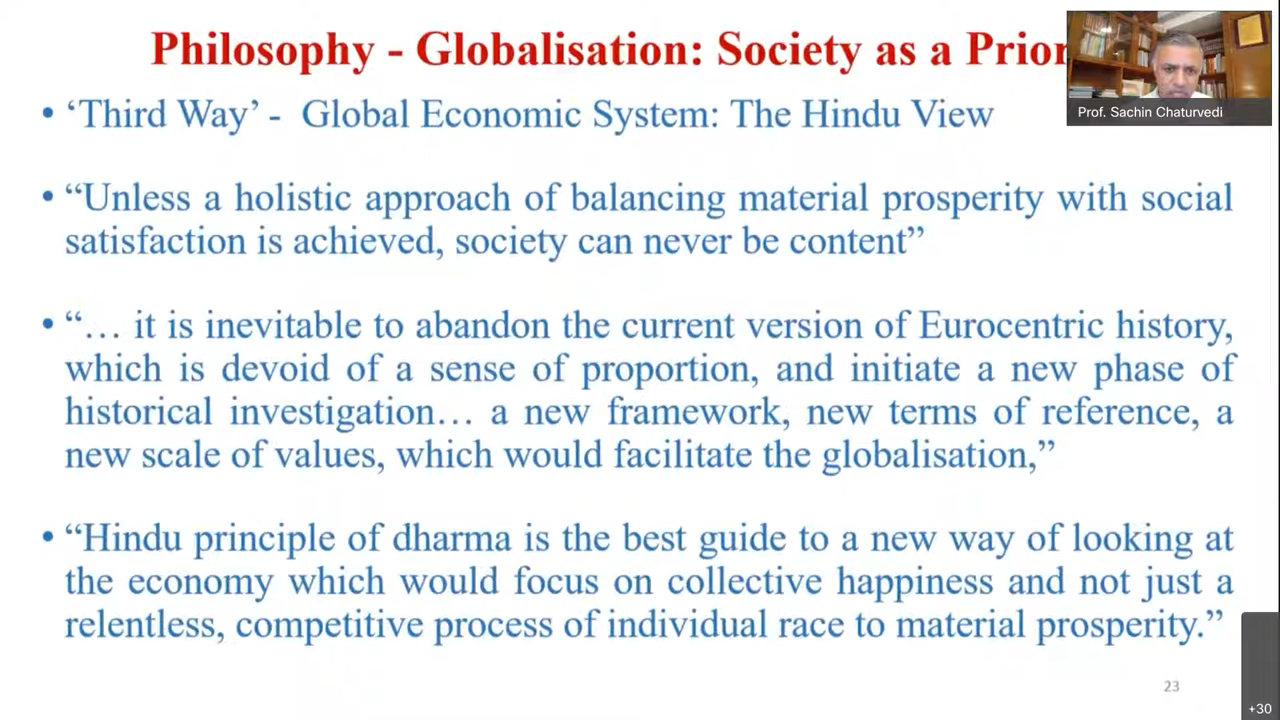 Philosophy - Globalisation: Society as a Prior
Prof. Sachin Chaturvedi
• ‘Third Way’ - Global Economic System: The Hindu View
• “Unless a holistic approach of balancing material prosperity with social
satisfaction is achieved, society can never be content”
• “… it is inevitable to abandon the current version of Eurocentric history,
which is devoid of a sense of proportion, and initiate a new phase of
historical investigation… a new framework, new terms of reference, a
new scale of values, which would facilitate the globalisation,”
• “Hindu principle of dharma is the best guide to a new way of looking at
the economy which would focus on collective happiness and not just a
relentless, competitive process of individual race to material prosperity.”
23
+30